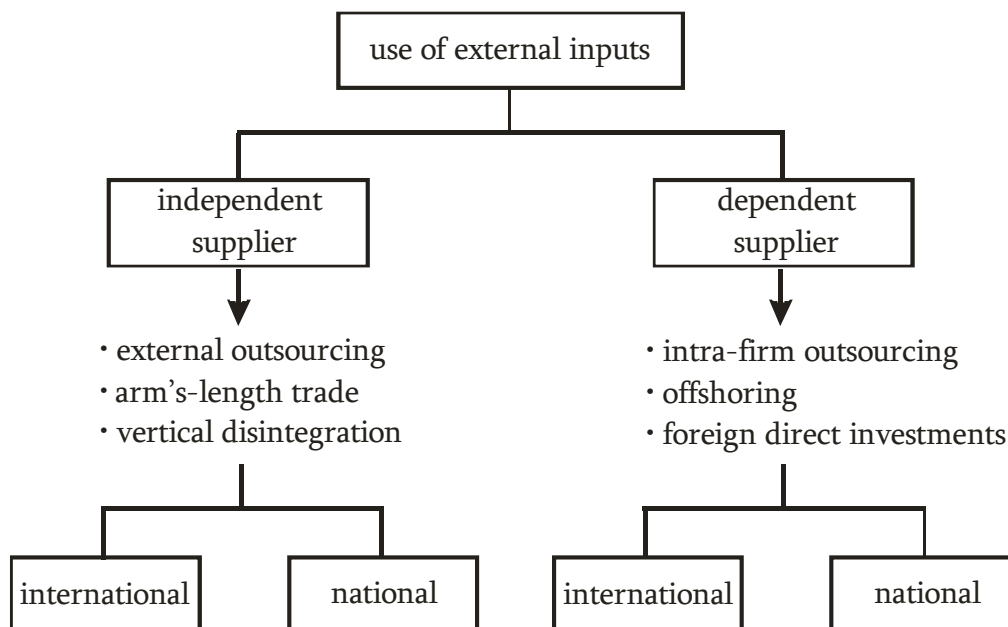 use of external inputs
independent
supplier
dependent
supplier
· external outsourcing
· arm's-length trade
· vertical disintegration
· intra-firm outsourcing
· offshoring
· foreign direct investments
international
national
international
national